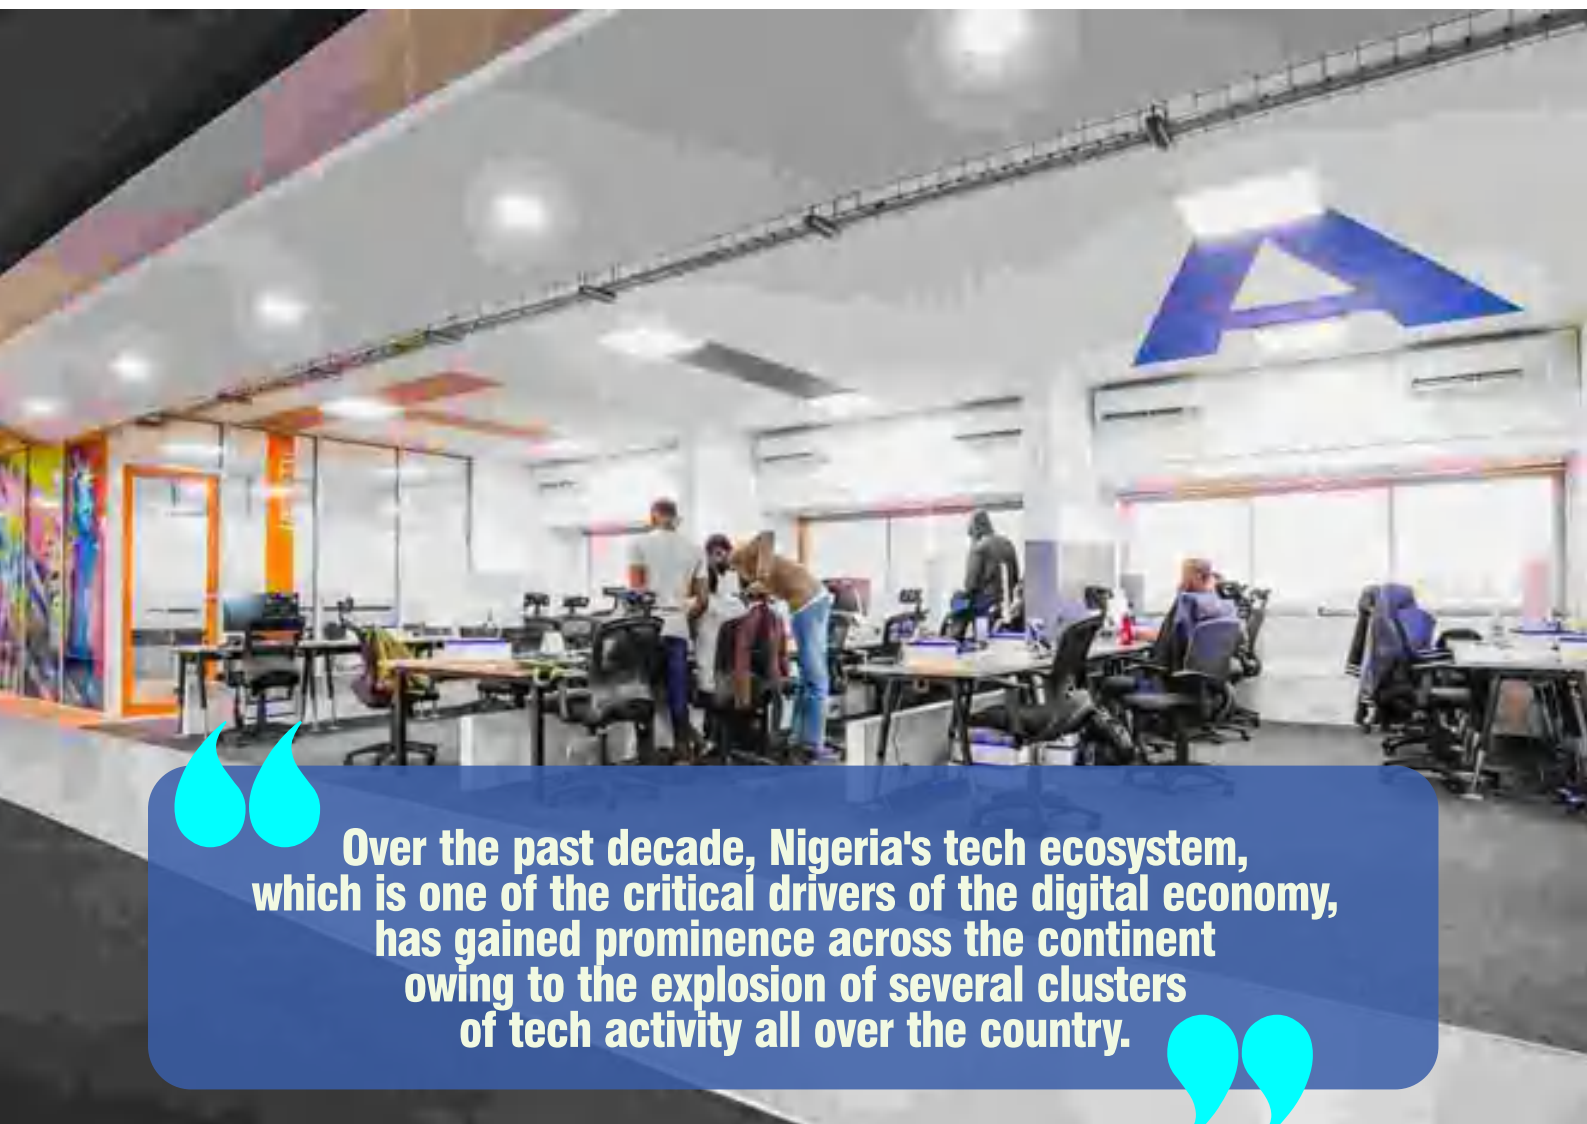 A
“
Over the past decade, Nigeria's tech ecosystem,
which is one of the critical drivers of the digital economy,
has gained prominence across the continent
owing to the explosion of several clusters
of tech activity all over the country.
”